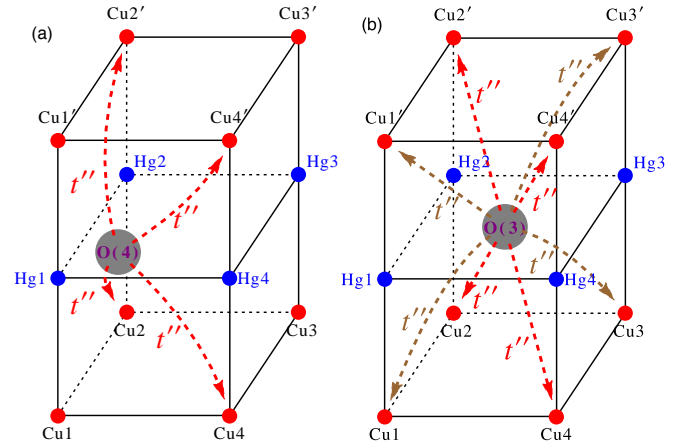 (a)
Cu2′
Cu3′
Cu1′
Cu4′
Hg2
Hg3
t″
t″
O(4)
Hg1
Hg4
t″
t″
Cu2
Cu3
Cu1
Cu4
(b)
Cu2′
Cu3′
t″
t″
Cu1′
Cu4′
Hg2
Hg3
t″
t″
O(3)
t″
Hg1
Hg4
t″
t″
Cu2
Cu3
t″
Cu1
Cu4